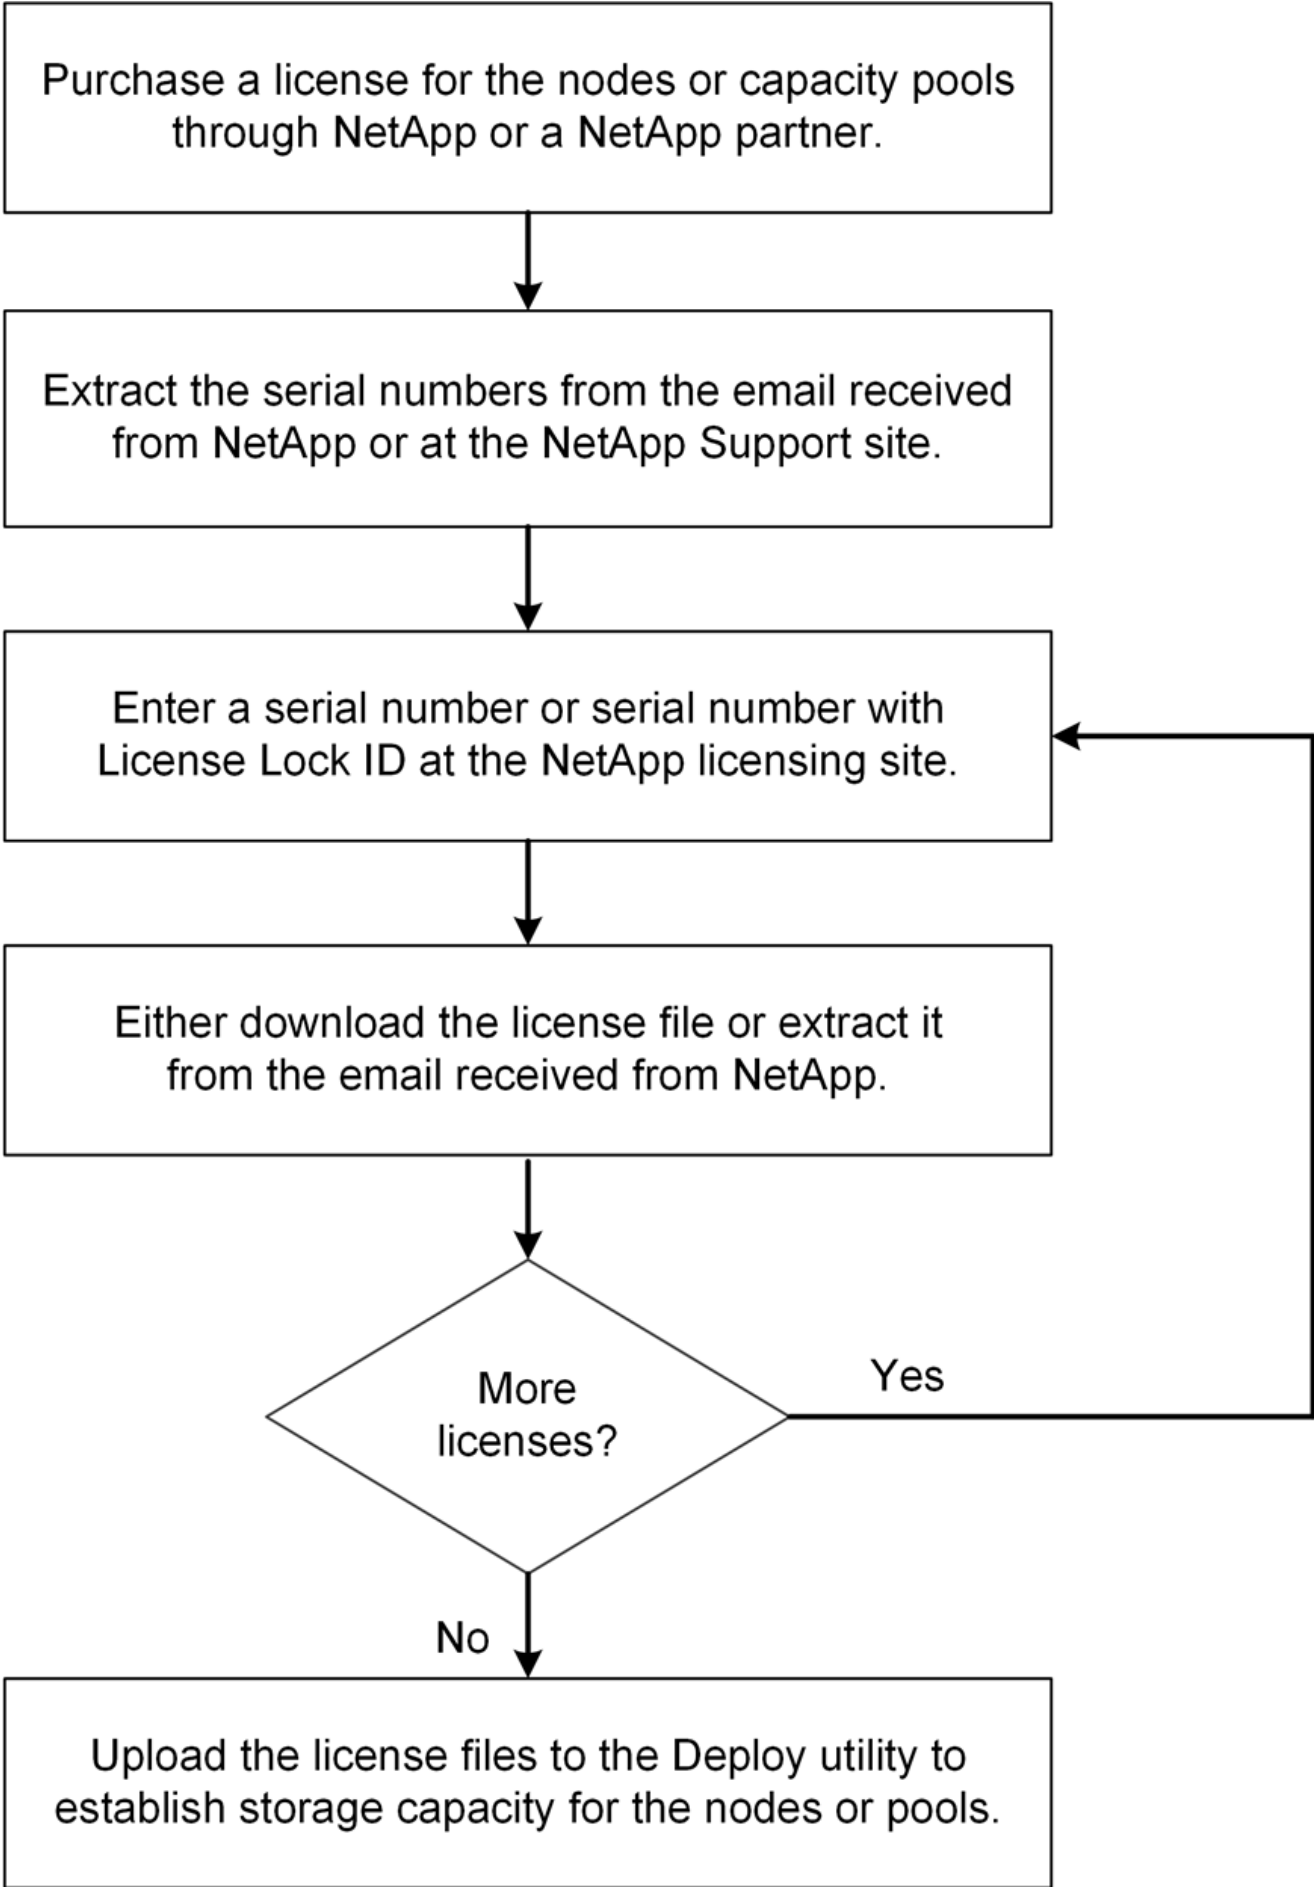 Purchase a license for the nodes or capacity pools
through NetApp or a NetApp partner.
Extract the serial numbers from the email received
from NetApp or at the NetApp Support site.
Enter a serial number or serial number with
License Lock ID at the NetApp licensing site.
Either download the license file or extract it
from the email received from NetApp.
More
licenses?
Yes
No
Upload the license files to the Deploy utility to
establish storage capacity for the nodes or pools.